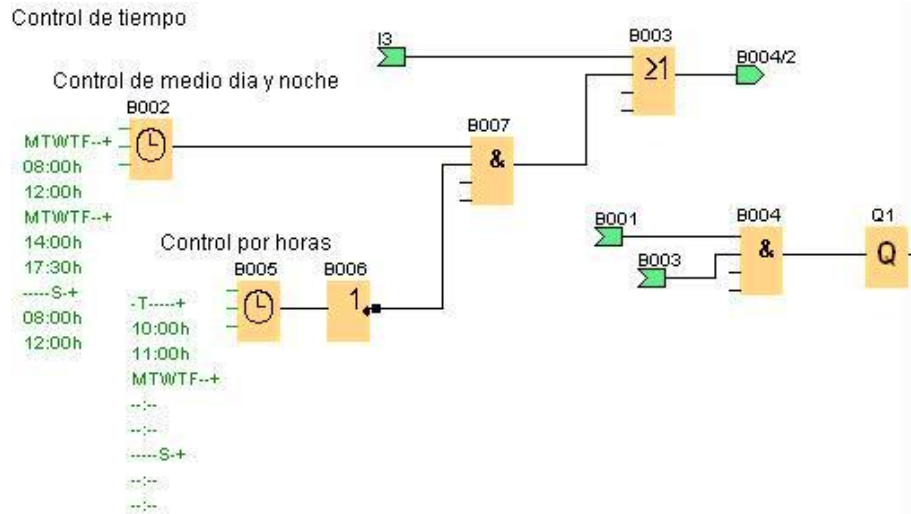 Control de tiempo
I3
B003
≥1
B004/2
Control de medio día y noche
B002
MTWTF--+
08:00h
12:00h
MTWTF--+
14:00h
17:30h
-----S-+
08:00h
12:00h
B007
&
Control por horas
B005
B006
1
-T-----+
10:00h
11:00h
MTWTF--+
--:--
--:--
-----S-+
--:--
--:--
B001
B003
B004
&
Q1
Q